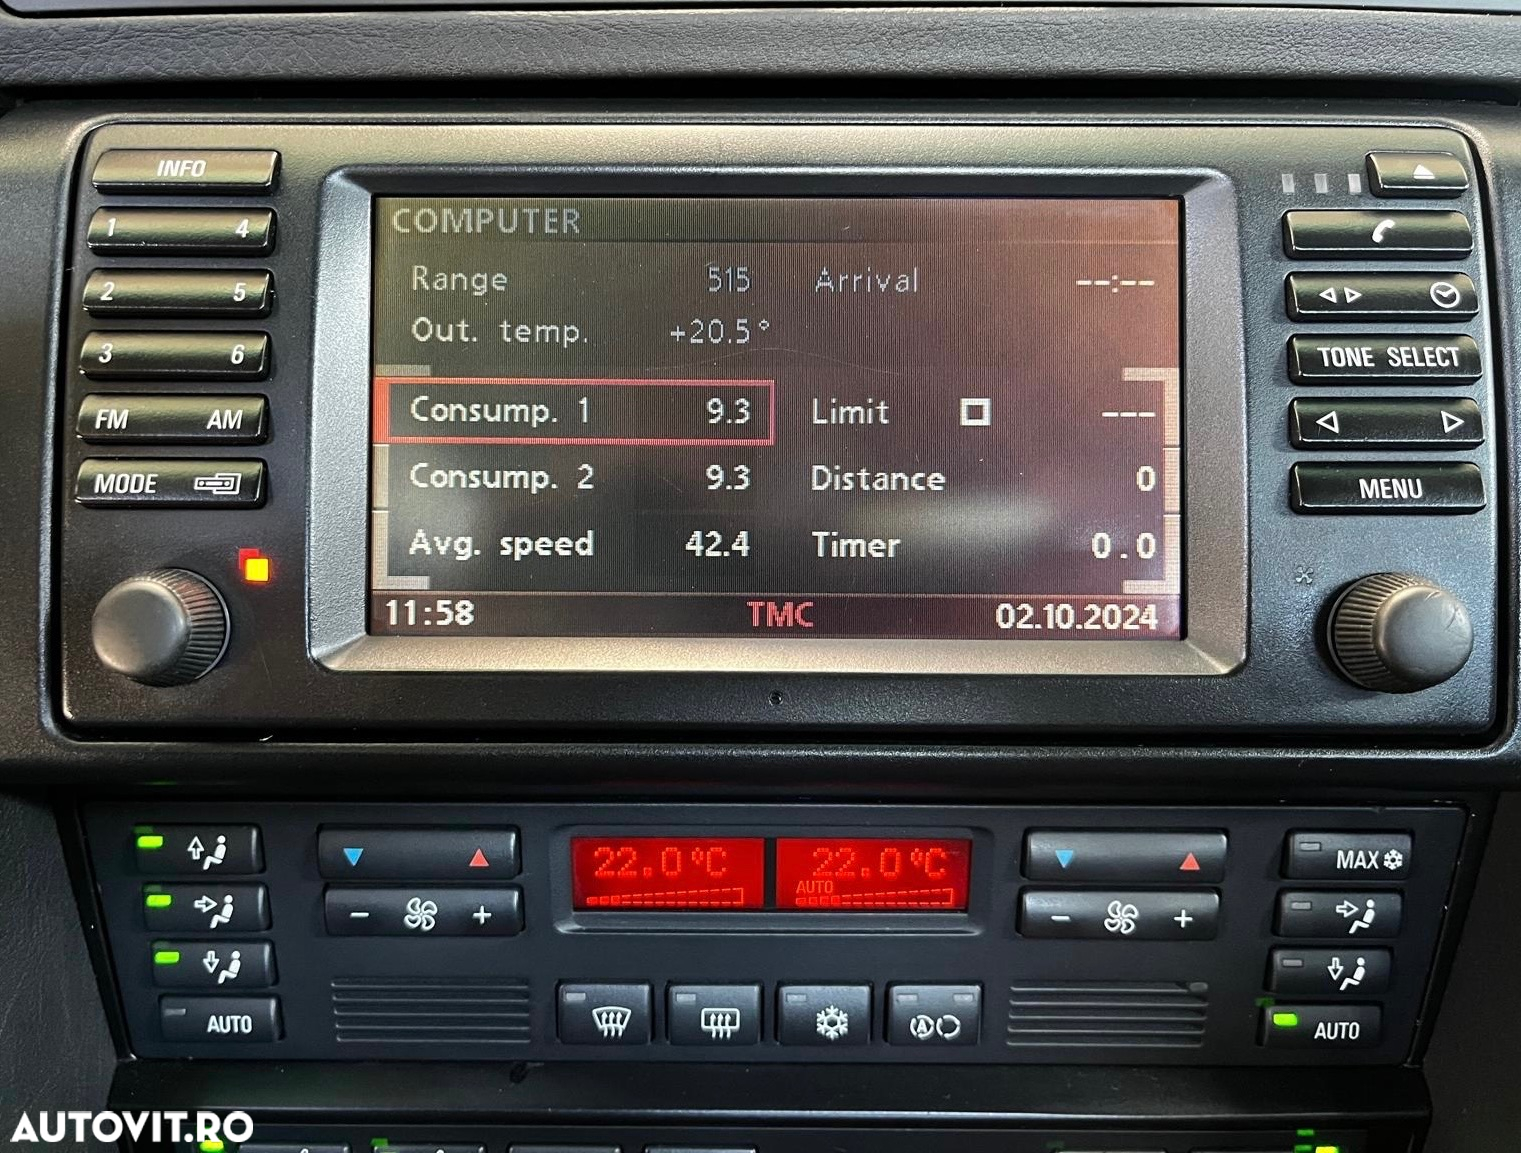 INFO
1 4
2 5
3 6
FM AM
MODE
COMPUTER
Range 515 Arrival --:--
Out. temp. +20.5°
Consump. 1 9.3 Limit ---
Consump. 2 9.3 Distance 0
Avg. speed 42.4 Timer 0.0
11:58 TMC 02.10.2024
TONE SELECT
MENU
22.0°C 22.0°C
AUTO
- +
- +
MAX
AUTO
A
AUTO
AUTOVIT.RO